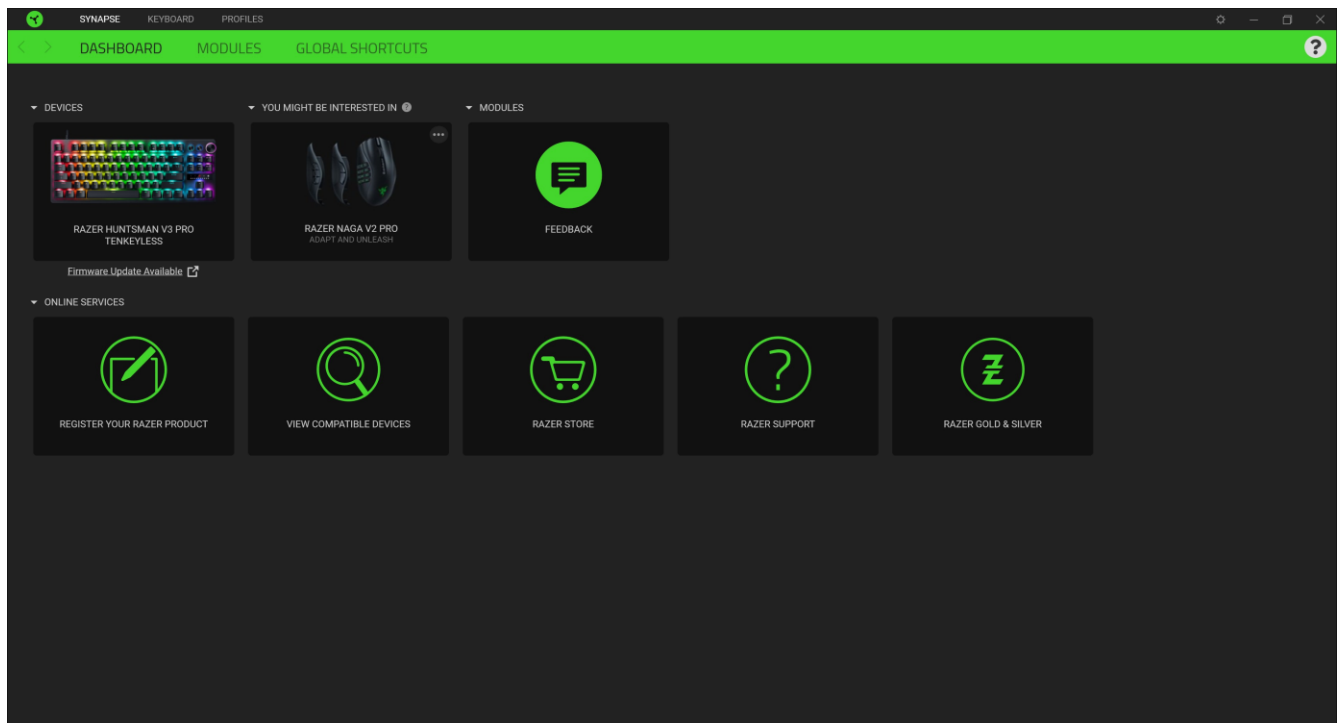 SYNAPSE KEYBOARD PROFILES
DASHBOARD MODULES GLOBAL SHORTCUTS
?
DEVICES
YOU MIGHT BE INTERESTED IN ?
MODULES
RAZER HUNTSMAN V3 PRO
TENKEYLESS
RAZER NAGA V2 PRO
ADAPT AND UNLEASH
FEEDBACK
Firmware Update Available
ONLINE SERVICES
REGISTER YOUR RAZER PRODUCT
VIEW COMPATIBLE DEVICES
RAZER STORE
?
RAZER SUPPORT
RAZER GOLD & SILVER